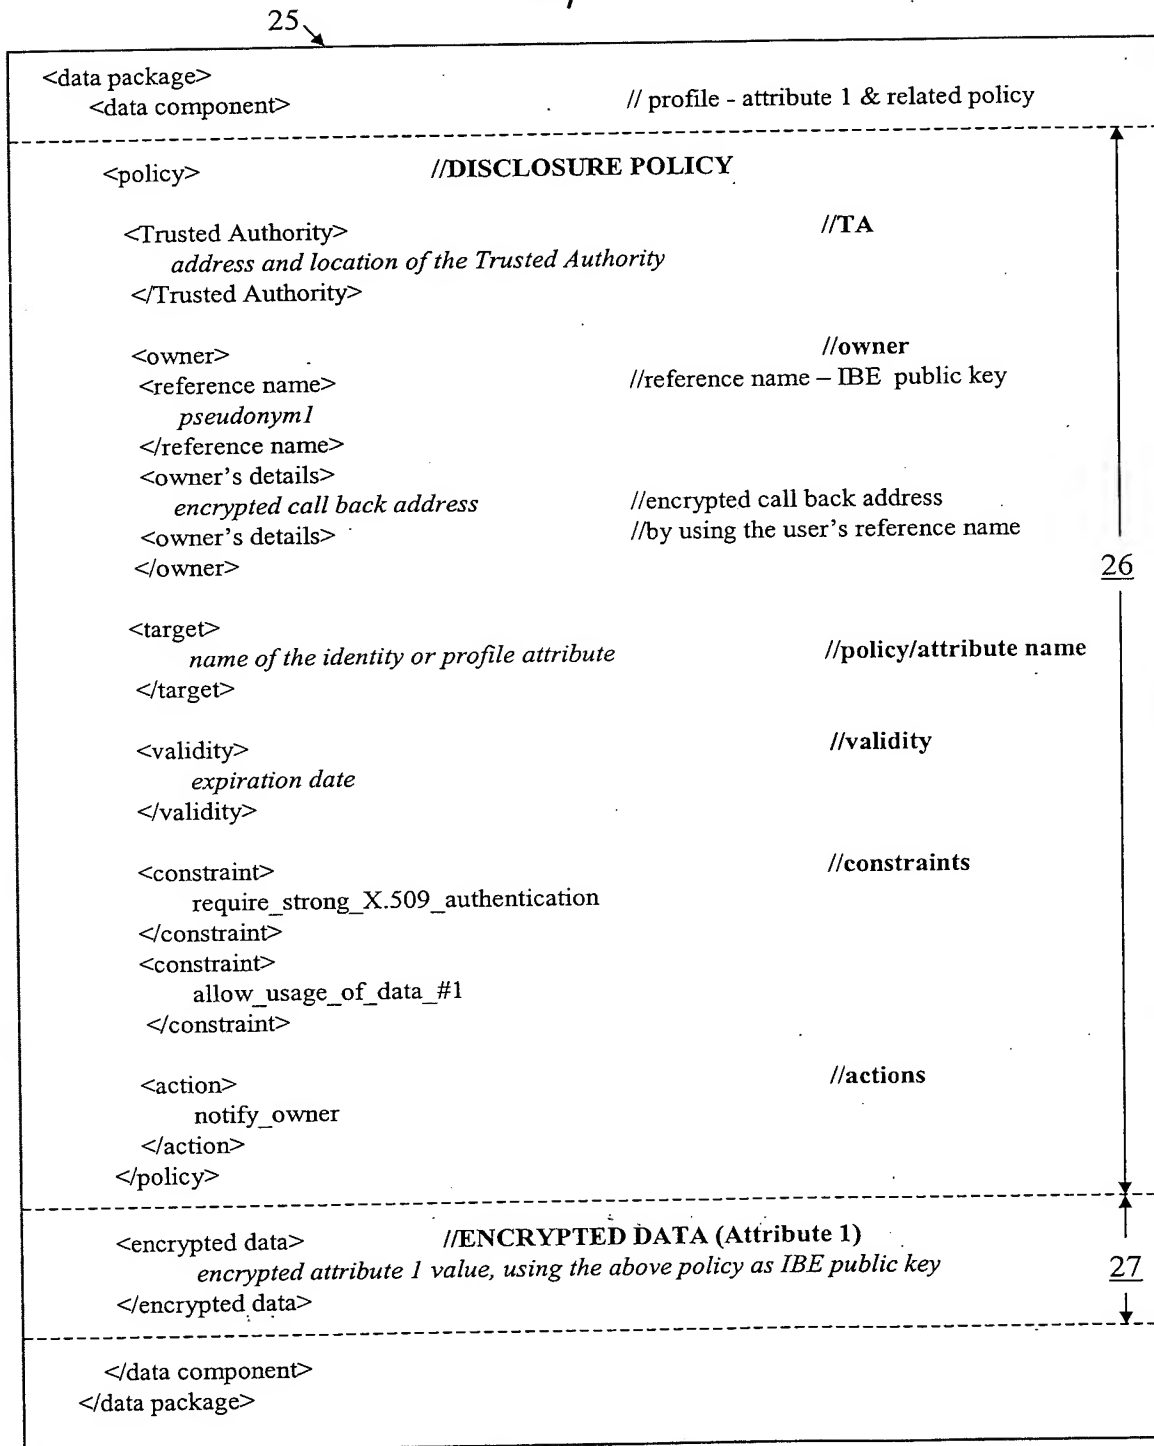 25
<data package>
<data component> // profile - attribute 1 & related policy
<policy> //DISCLOSURE POLICY
<Trusted Authority> //TA
address and location of the Trusted Authority
</Trusted Authority>
<owner> //owner
<reference name> //reference name – IBE public key
pseudonym1
</reference name>
<owner's details>
encrypted call back address //encrypted call back address
<owner's details> //by using the user's reference name
</owner>
26
<target>
name of the identity or profile attribute //policy/attribute name
</target>
<validity> //validity
expiration date
</validity>
<constraint> //constraints
require_strong_X.509_authentication
</constraint>
<constraint>
allow_usage_of_data_#1
</constraint>
<action> //actions
notify_owner
</action>
</policy>
<encrypted data> //ENCRYPTED DATA (Attribute 1)
encrypted attribute 1 value, using the above policy as IBE public key 27
</encrypted data>
</data component>
</data package>